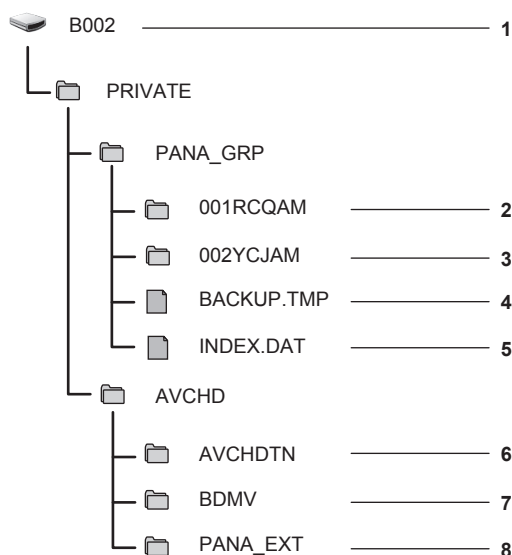 B002 1
PRIVATE
PANA_GRP
001RCQAM 2
002YCJAM 3
BACKUP.TMP 4
INDEX.DAT 5
AVCHD
AVCHDTN 6
BDMV 7
PANA_EXT 8